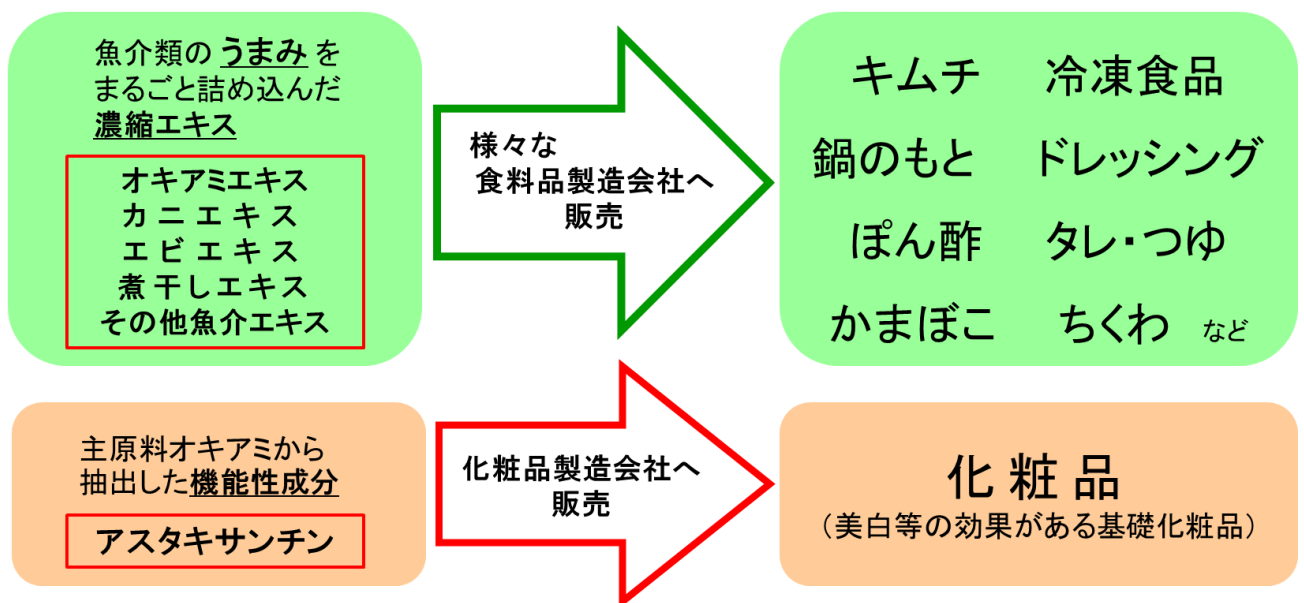 魚介類の うまみ を
まるごと詰め込んだ
濃縮エキス
オキアミエキス
カニエキス
エビエキス
煮干しエキス
その他魚介エキス
様々な
食料品製造会社へ
販売
キムチ 冷凍食品
鍋のもと ドレッシング
ぽん酢 タレ・つゆ
かまぼこ ちくわ など
主原料オキアミから
抽出した機能性成分
アスタキサンチン
化粧品製造会社へ
販売
化粧品
（美白等の効果がある基礎化粧品）